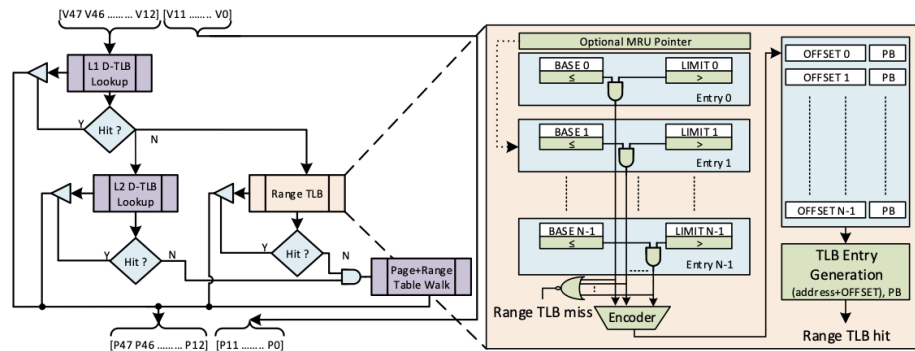 [V47 V46 ......... V12]
[V11 ........ V0]
L1 D-TLB
Lookup
Hit ?
Y
N
L2 D-TLB
Lookup
Range TLB
Hit ?
Y
N
Hit ?
Y
N
Page+Range
Table Walk
[P47 P46 ......... P12]
[P11 ........ P0]
Optional MRU Pointer
BASE 0
≤
LIMIT 0
>
Entry 0
BASE 1
≤
LIMIT 1
>
Entry 1
BASE N-1
≤
LIMIT N-1
>
Entry N-1
Range TLB miss
Encoder
OFFSET 0
PB
OFFSET 1
PB
OFFSET N-1
PB
TLB Entry
Generation
(address+OFFSET), PB
Range TLB hit